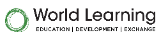 World Learning
EDUCATION | DEVELOPMENT | EXCHANGE